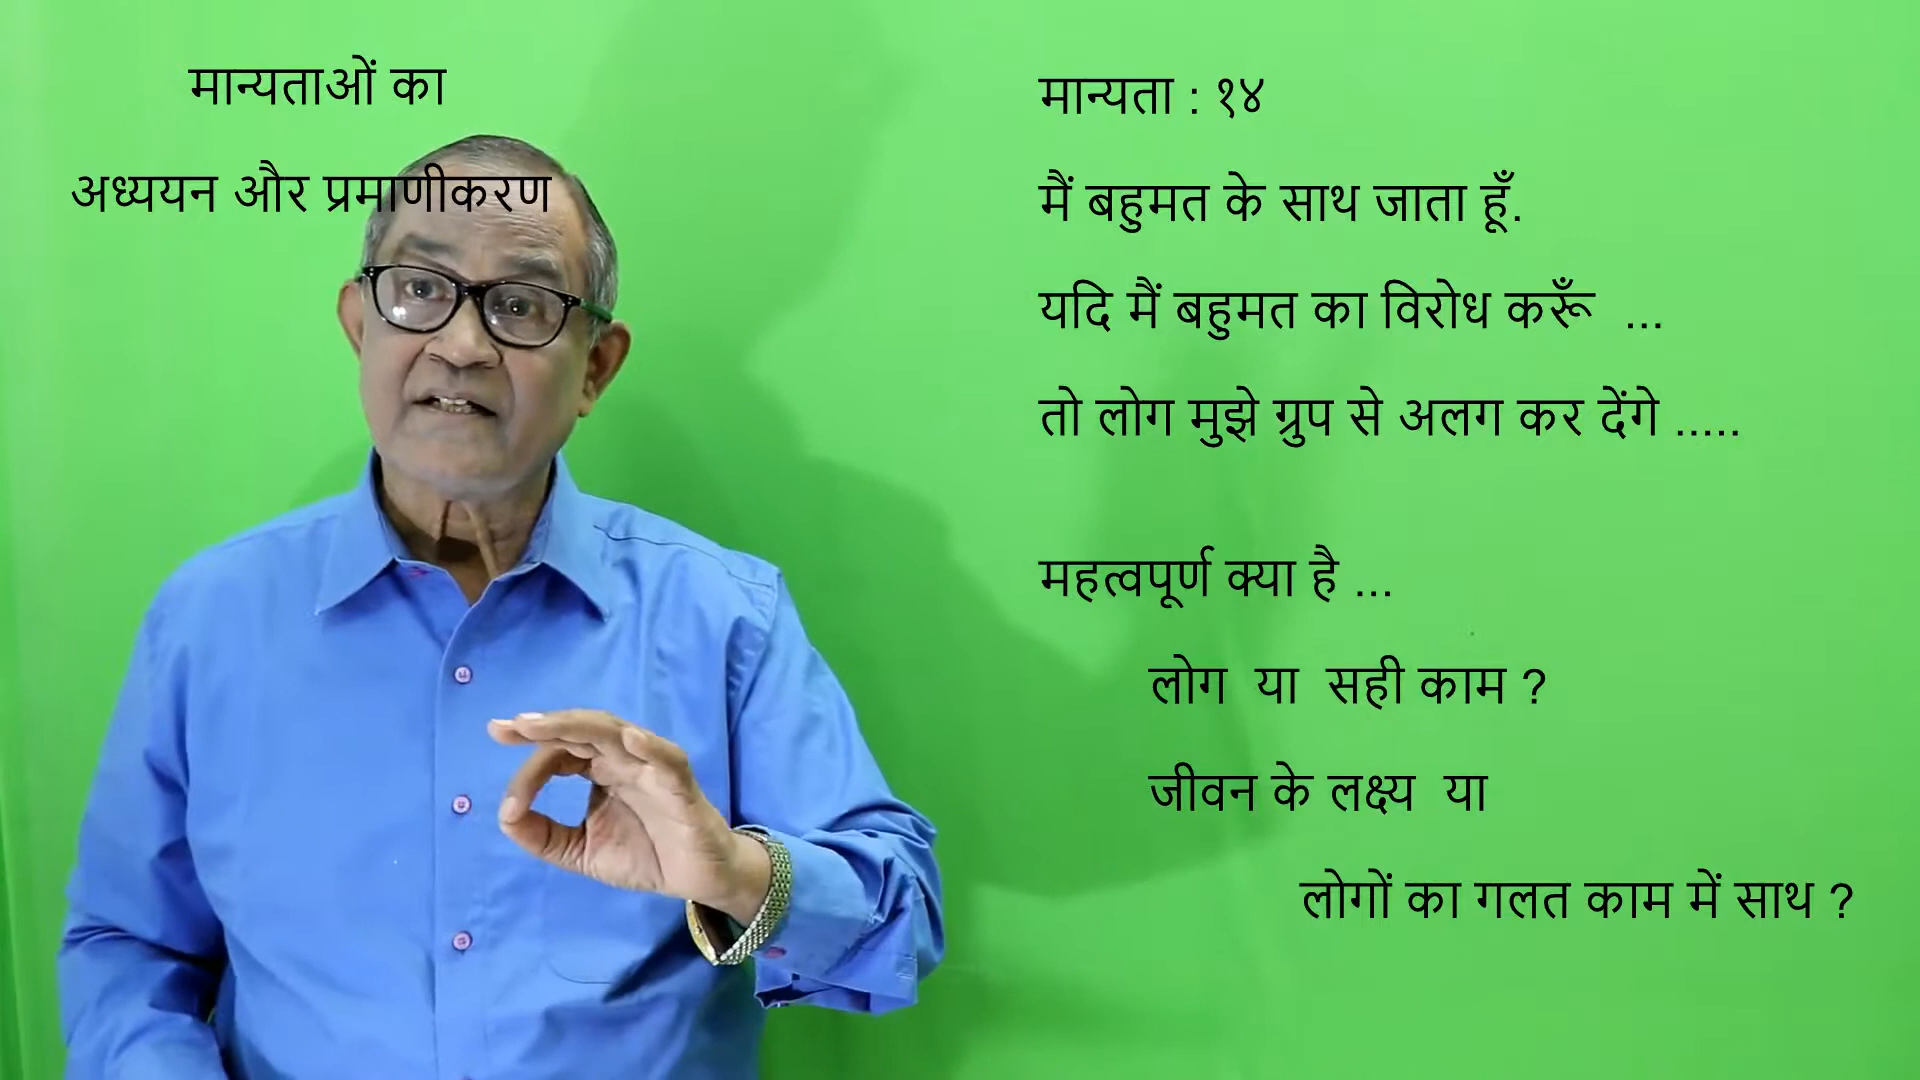 मान्यताओं का
अध्ययन और प्रमाणीकरण
मान्यता : १४
मैं बहुमत के साथ जाता हूँ.
यदि मैं बहुमत का विरोध करूँ ...
तो लोग मुझे ग्रुप से अलग कर देंगे .....
महत्वपूर्ण क्या है ...
लोग या सही काम ?
जीवन के लक्ष्य या
लोगों का गलत काम में साथ ?